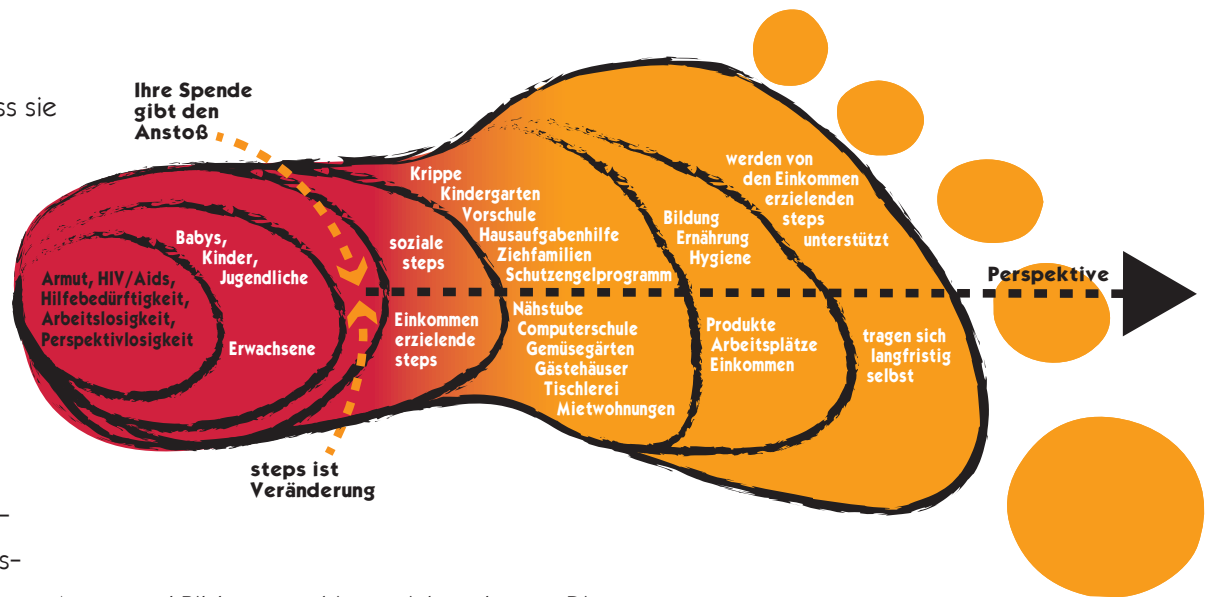 ss sie
Ihre Spende
gibt den
Anstoß
Armut, HIV/Aids,
Hilfebedürftigkeit,
Arbeitslosigkeit,
Perspektivlosigkeit
Babys,
Kinder,
Jugendliche
Erwachsene
soziale
steps
Einkommen
erzielende
steps
Krippe
Kindergarten
Vorschule
Hausaufgabenhilfe
Ziehfamilien
Schutzengelprogramm
Nähstube
Computerschule
Gemüsegärten
Gästehäuser
Tischlerei
Mietwohnungen
Bildung
Ernährung
Hygiene
Produkte
Arbeitsplätze
Einkommen
werden von
den Einkommen
erzielenden
steps
unterstützt
tragen sich
langfristig
selbst
Perspektive
steps ist
Veränderung
-
s-